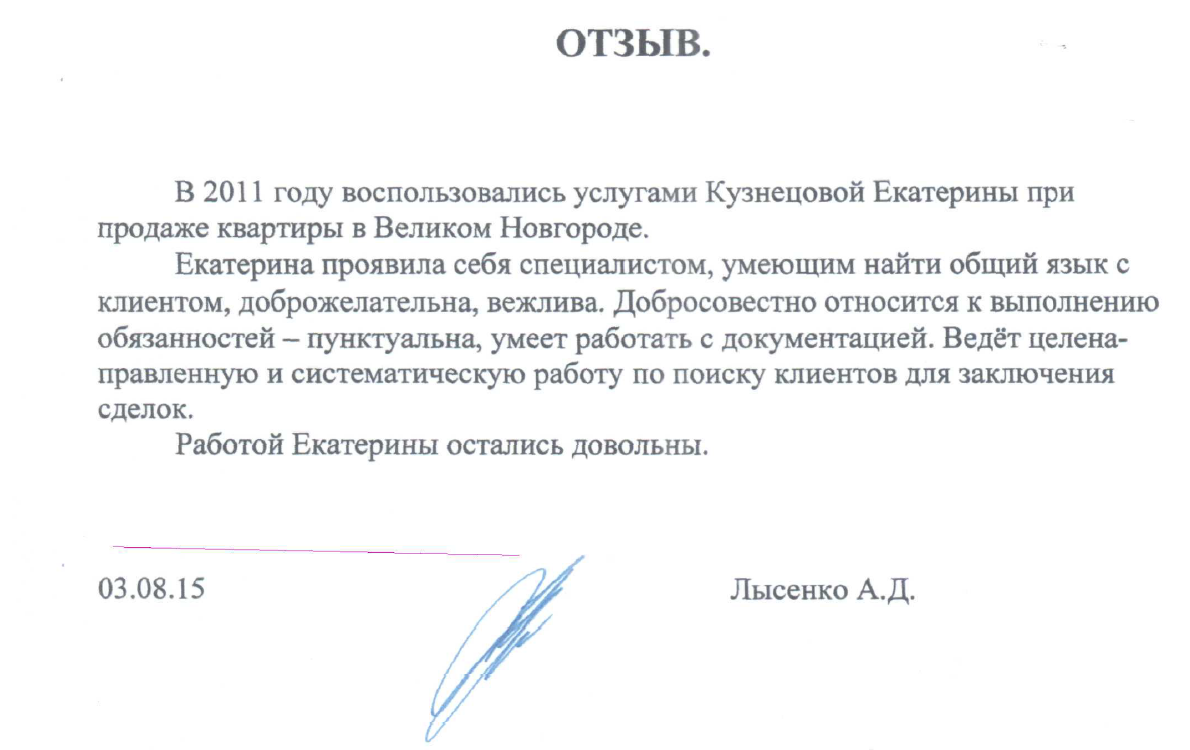 ОТЗЫВ.
В 2011 году воспользовались услугами Кузнецовой Екатерины при
продаже квартиры в Великом Новгороде.
Екатерина проявила себя специалистом, умеющим найти общий язык с
клиентом, доброжелательна, вежлива. Добросовестно относится к выполнению
обязанностей – пунктуальна, умеет работать с документацией. Ведёт целена-
правленную и систематическую работу по поиску клиентов для заключения
сделок.
Работой Екатерины остались довольны.
03.08.15 Лысенко А.Д.